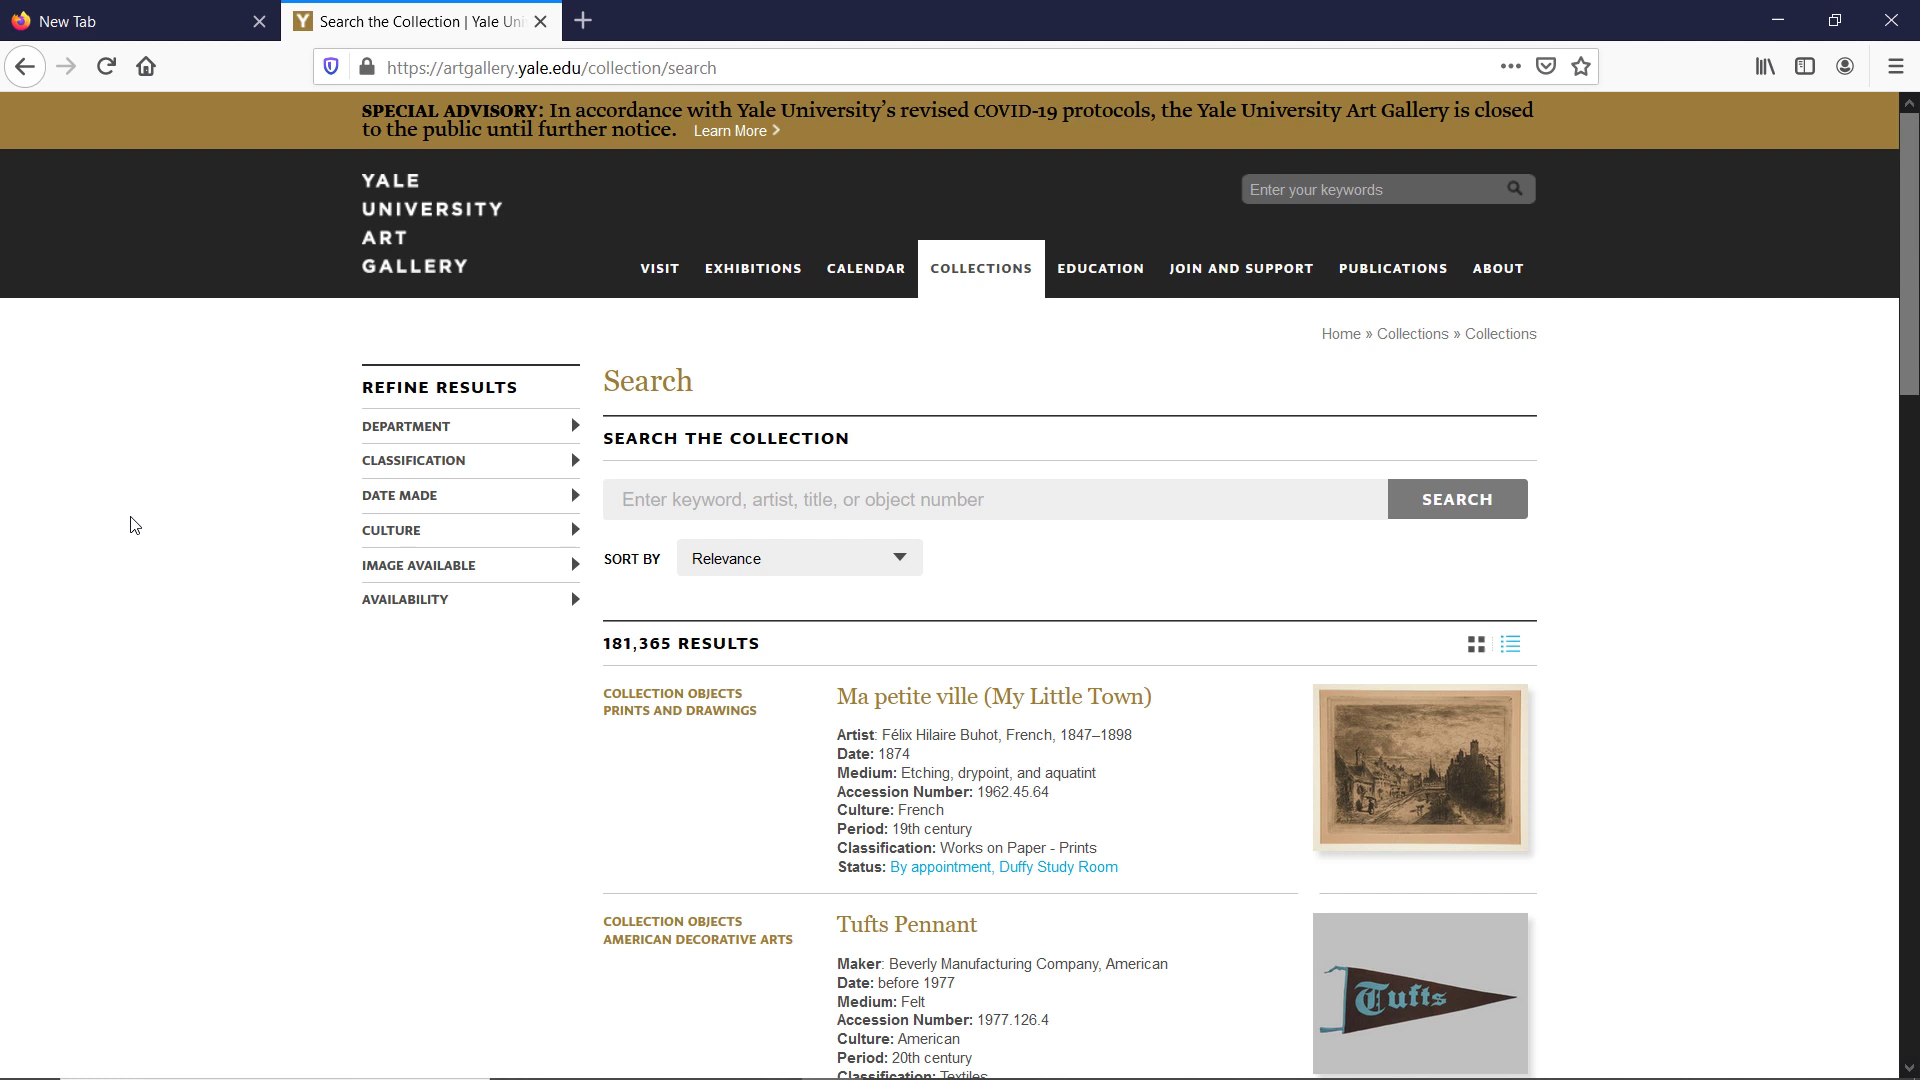 New Tab
Search the Collection | Yale Uni
https://artgallery.yale.edu/collection/search
SPECIAL ADVISORY: In accordance with Yale University's revised COVID-19 protocols, the Yale University Art Gallery is closed
to the public until further notice. Learn More >
YALE
UNIVERSITY
ART
GALLERY
Enter your keywords
VISIT EXHIBITIONS CALENDAR COLLECTIONS EDUCATION JOIN AND SUPPORT PUBLICATIONS ABOUT
Home » Collections » Collections
REFINE RESULTS
DEPARTMENT
CLASSIFICATION
DATE MADE
CULTURE
IMAGE AVAILABLE
AVAILABILITY
Search
SEARCH THE COLLECTION
Enter keyword, artist, title, or object number
SEARCH
SORT BY Relevance
181,365 RESULTS
COLLECTION OBJECTS
PRINTS AND DRAWINGS
Ma petite ville (My Little Town)
Artist: Félix Hilaire Buhot, French, 1847–1898
Date: 1874
Medium: Etching, drypoint, and aquatint
Accession Number: 1962.45.64
Culture: French
Period: 19th century
Classification: Works on Paper - Prints
Status: By appointment, Duffy Study Room
COLLECTION OBJECTS
AMERICAN DECORATIVE ARTS
Tufts Pennant
Maker: Beverly Manufacturing Company, American
Date: before 1977
Medium: Felt
Accession Number: 1977.126.4
Culture: American
Period: 20th century
Classification: Textiles
Tufts